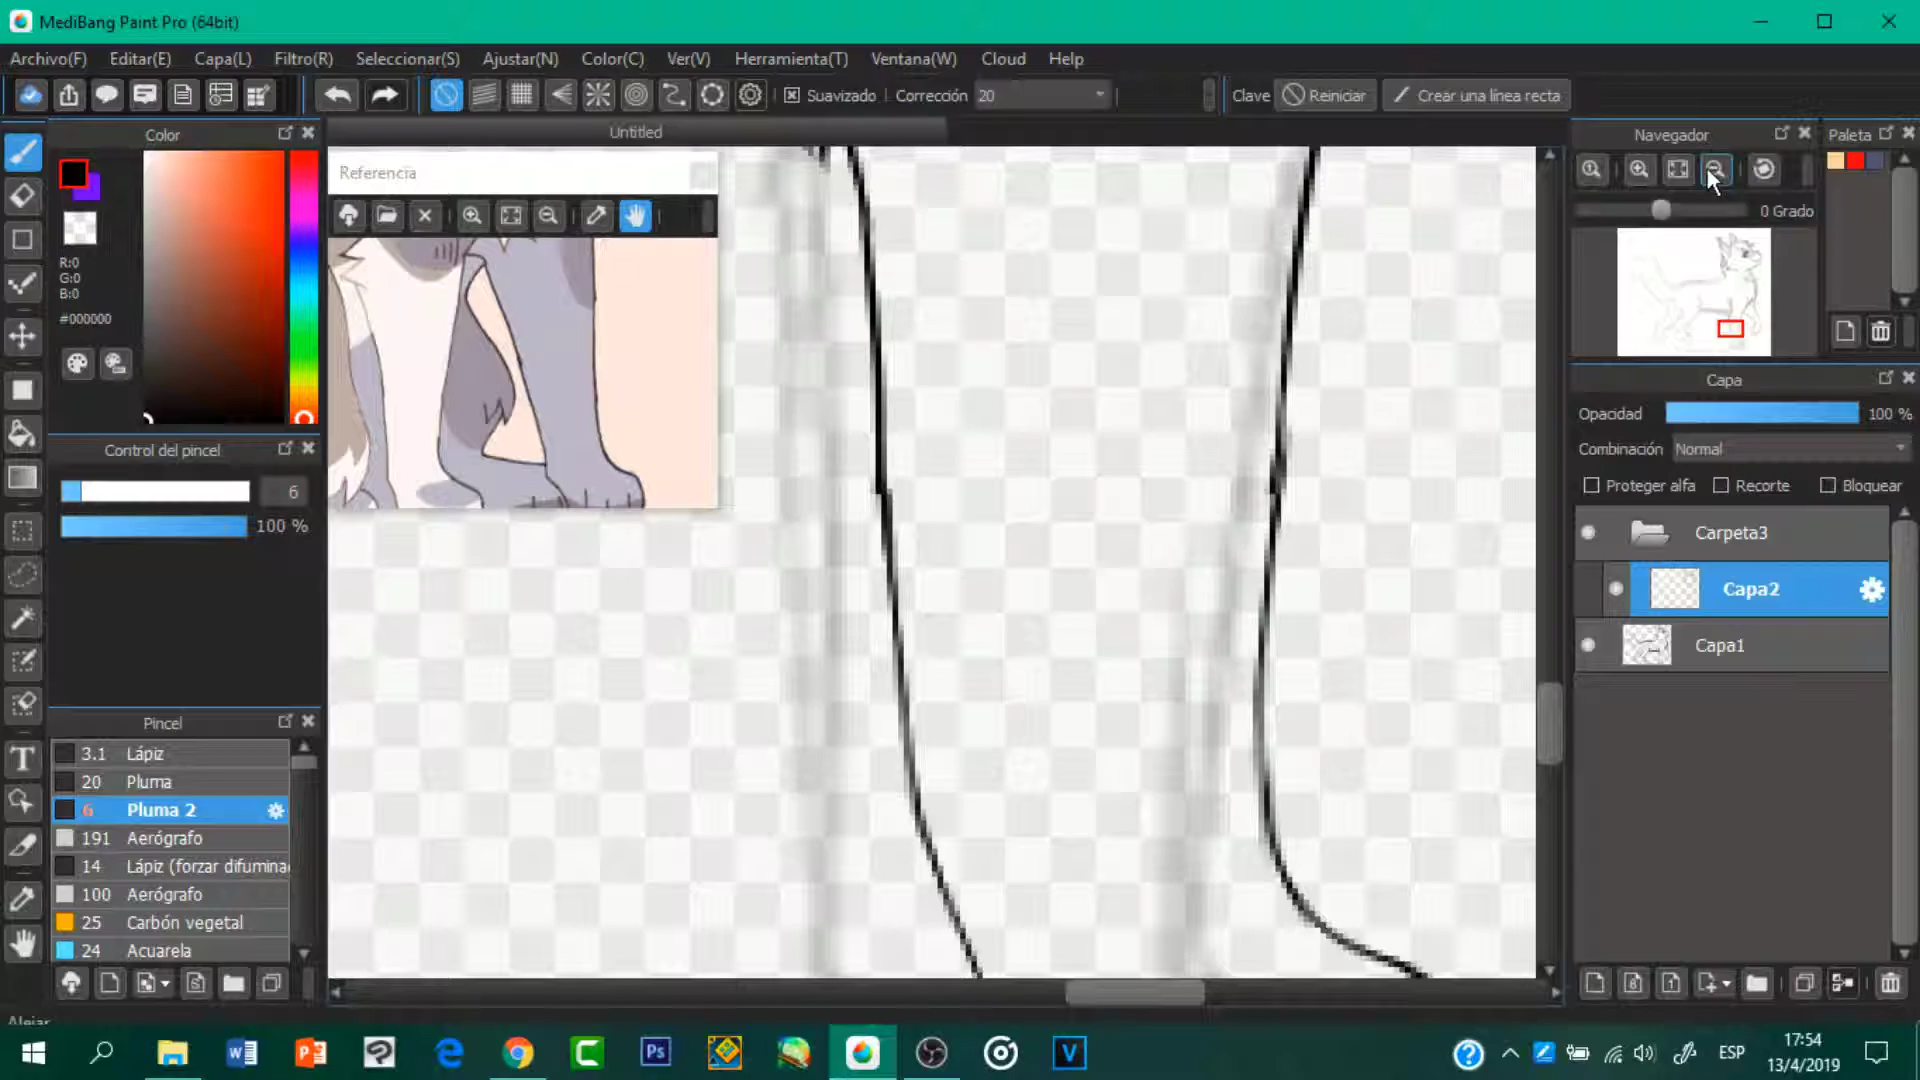 MediBang Paint Pro (64bit)
Archivo(F) Editar(E) Capa(L) Filtro(R) Seleccionar(S) Ajustar(N) Color(C) Ver(V) Herramienta(T) Ventana(W) Cloud Help
Suavizado Corrección 20 Clave Reiniciar Crear una línea recta
Color
Untitled
Navegador
Paleta
Referencia
0 Grado
R:0
G:0
B:0
#000000
Capa
Opacidad 100 %
Combinación Normal
Proteger alfa Recorte Bloquear
Carpeta3
Capa2
Capa1
Control del pincel
6
100 %
Pincel
3.1 Lápiz
20 Pluma
6 Pluma 2
191 Aerógrafo
14 Lápiz (forzar difumina
100 Aerógrafo
25 Carbón vegetal
24 Acuarela
Alejar
ESP
17:54
13/4/2019